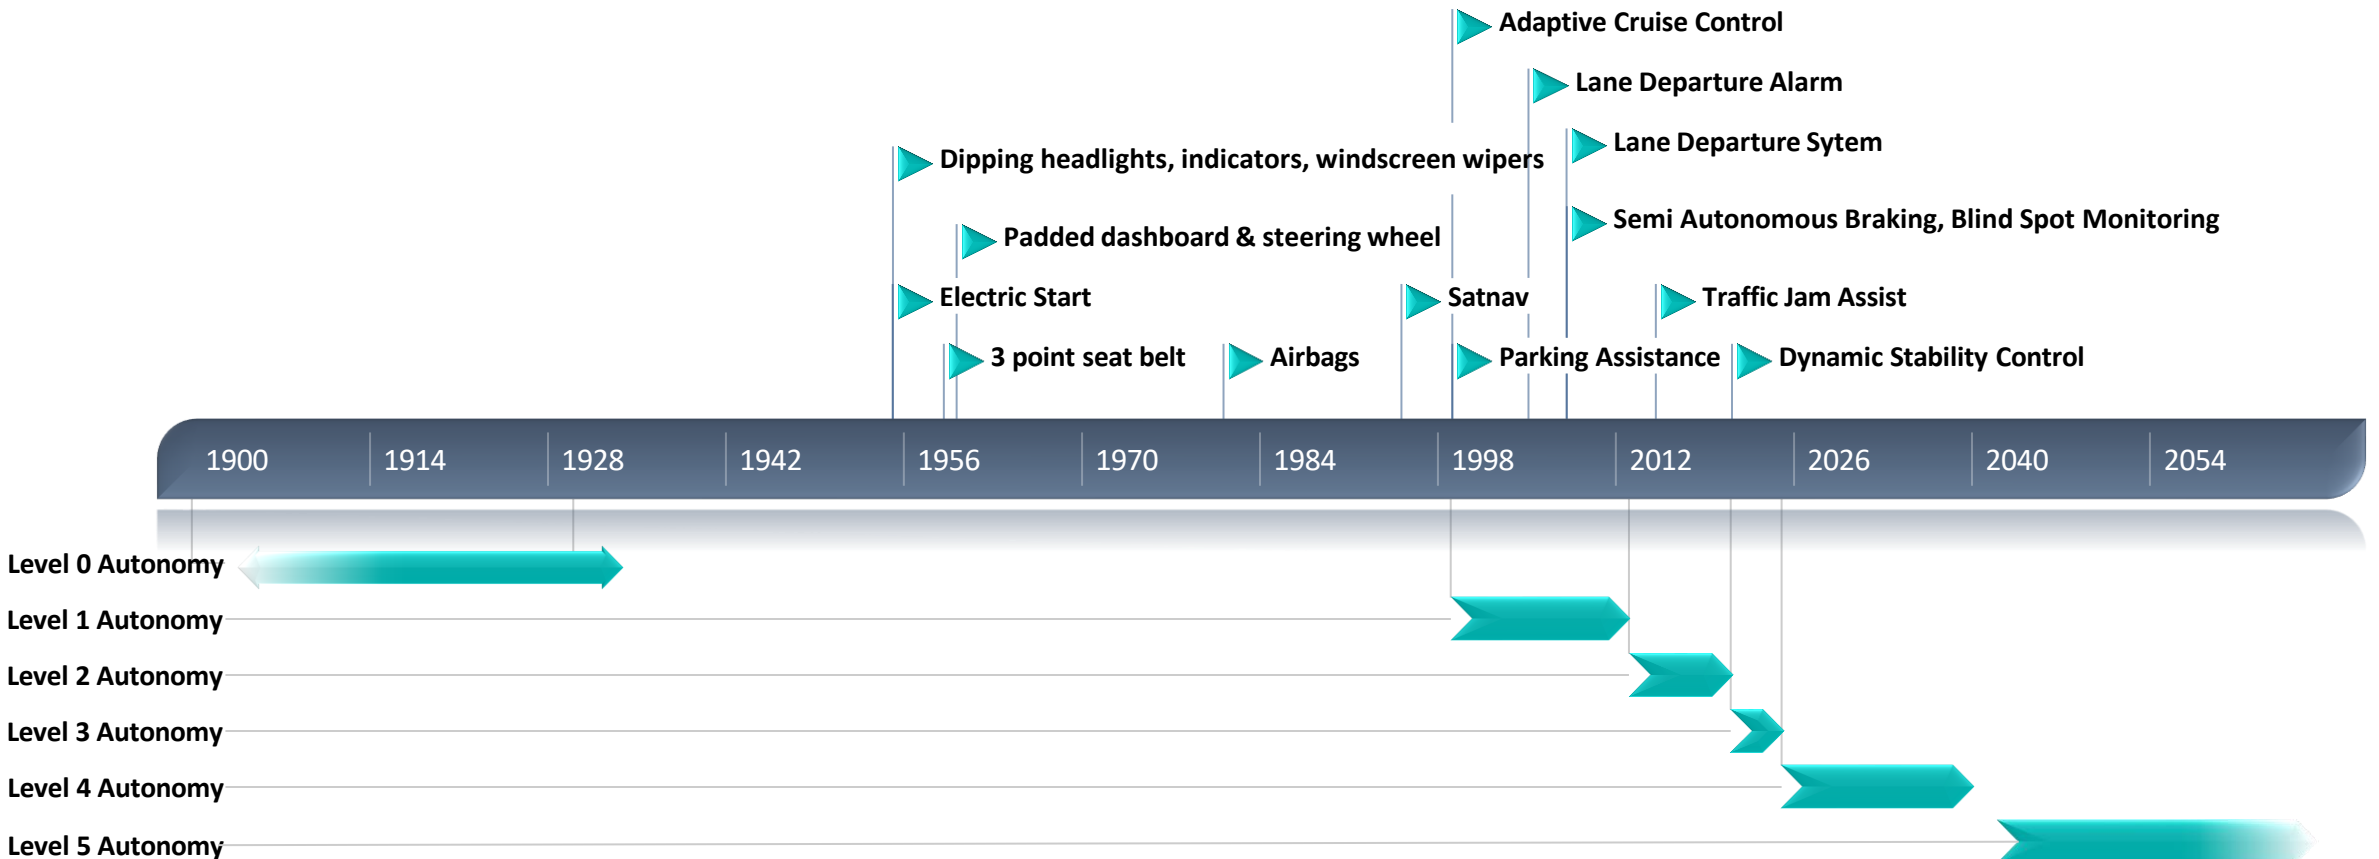 Adaptive Cruise Control
Lane Departure Alarm
Lane Departure Sytem
Dipping headlights, indicators, windscreen wipers
Semi Autonomous Braking, Blind Spot Monitoring
Padded dashboard & steering wheel
Electric Start
Satnav
Traffic Jam Assist
3 point seat belt
Airbags
Parking Assistance
Dynamic Stability Control
1900 1914 1928 1942 1956 1970 1984 1998 2012 2026 2040 2054
Level 0 Autonomy
Level 1 Autonomy
Level 2 Autonomy
Level 3 Autonomy
Level 4 Autonomy
Level 5 Autonomy